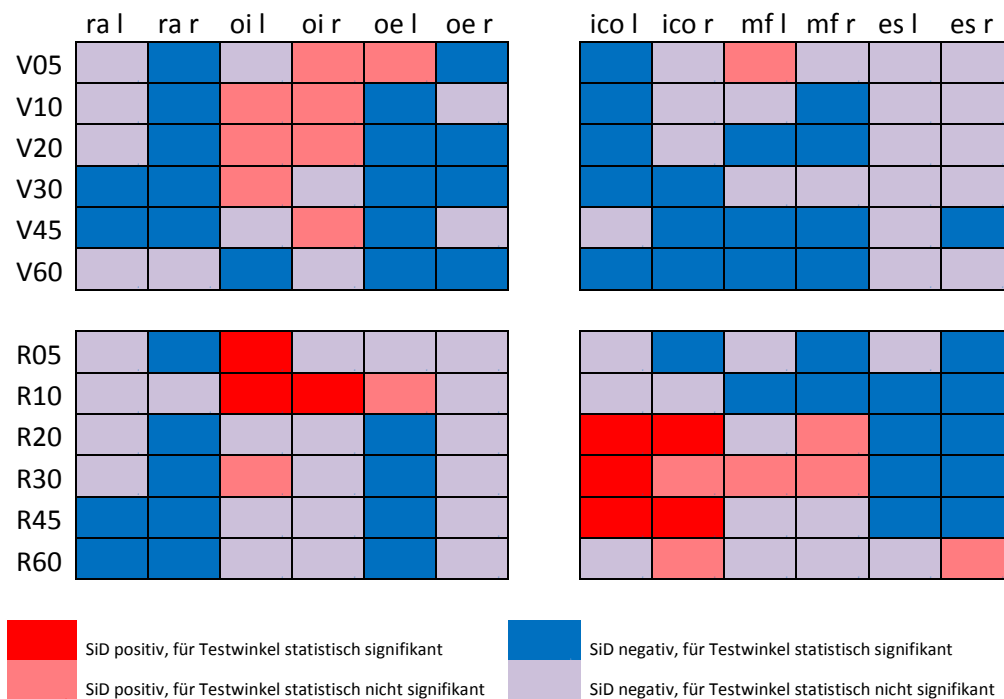 ra l ra r oi l oi r oe l oe r ico l ico r mf l mf r es l es r
V05
V10
V20
V30
V45
V60
R05
R10
R20
R30
R45
R60
SiD positiv, für Testwinkel statistisch signifikant SiD negativ, für Testwinkel statistisch signifikant
SiD positiv, für Testwinkel statistisch nicht signifikant SiD negativ, für Testwinkel statistisch nicht signifikant